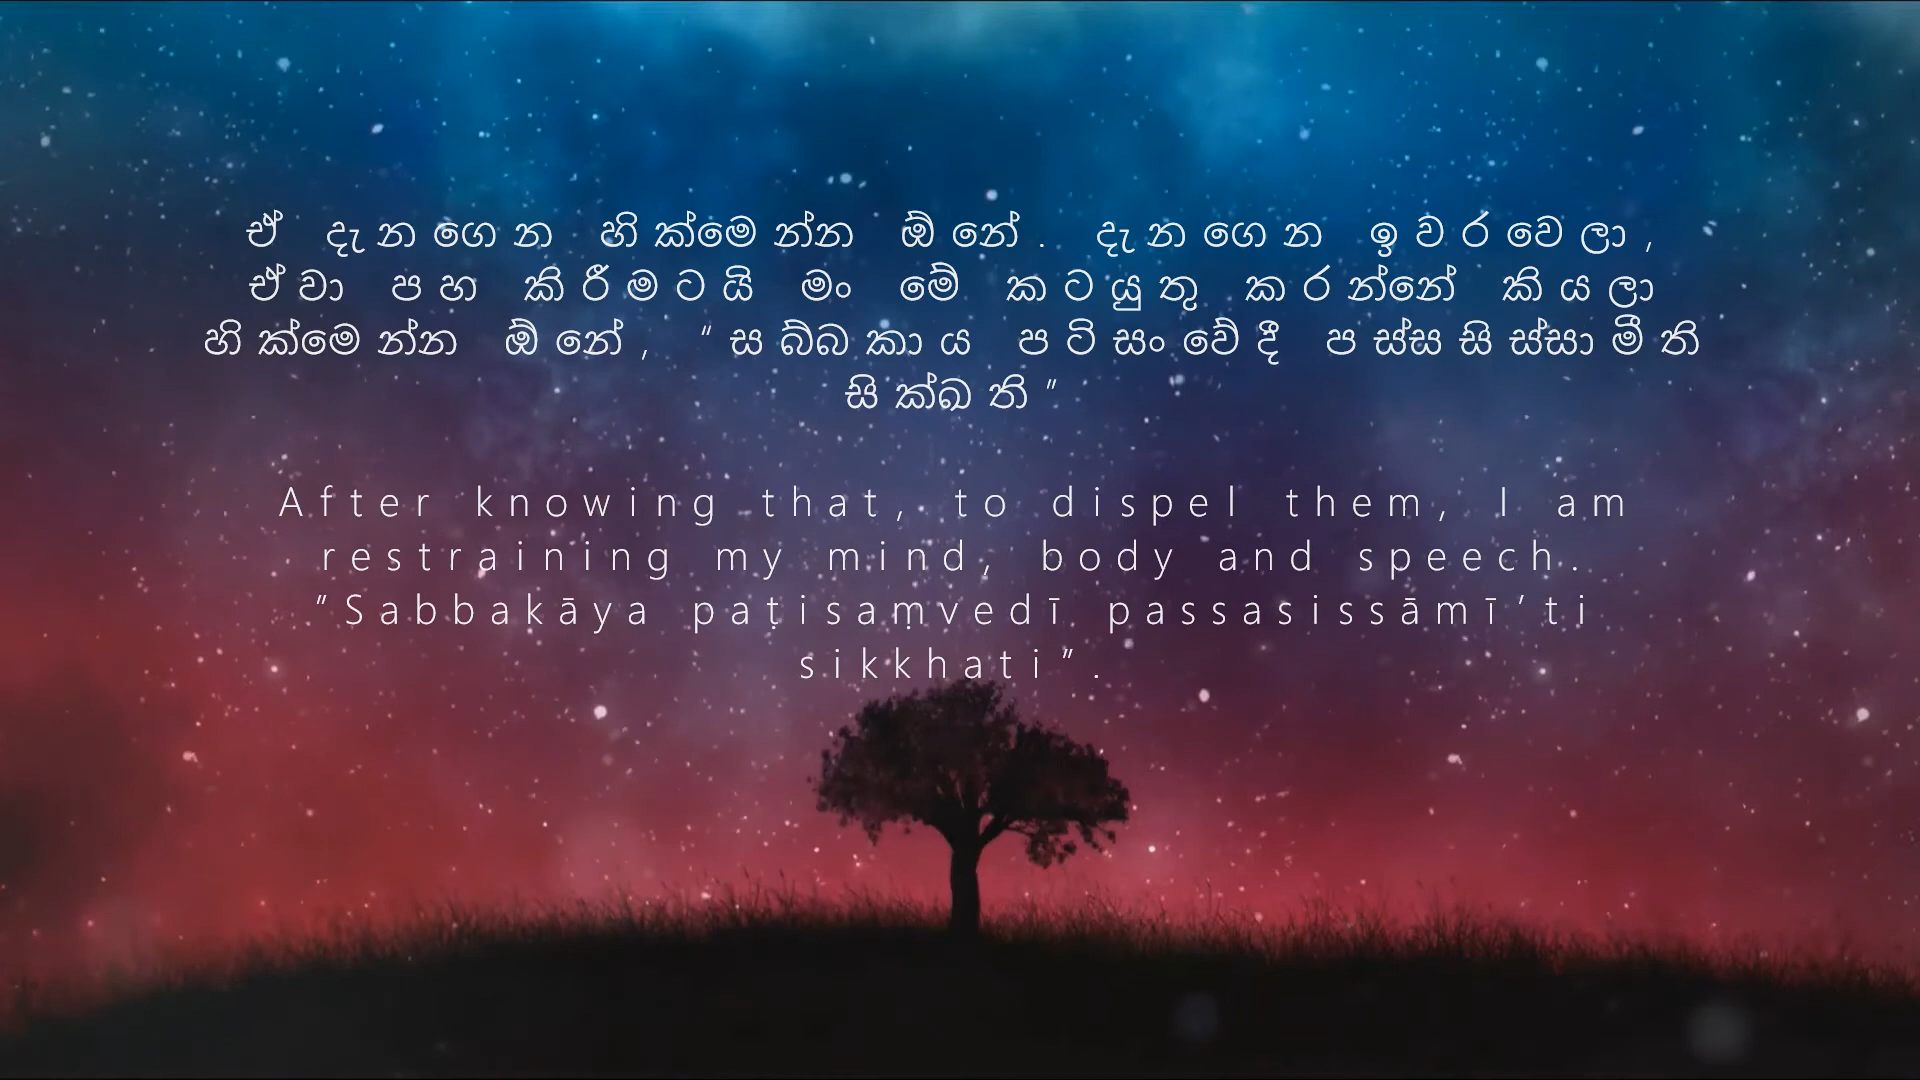 ඒ දැනගෙන හික්මෙන්න ඕනේ. දැනගෙන ඉවරවෙලා,
ඒවා පහ කිරීමටයි මං මේ කටයුතු කරන්නේ කියලා
හික්මෙන්න ඕනේ, “සබ්බකාය පටිසංවේදී පස්සසිස්සාමීති
සික්ඛති”
After knowing that, to dispel them, I am
restraining my mind, body and speech.
“Sabbakāya paṭisaṃvedī passasissāmī’ti
sikkhati”.